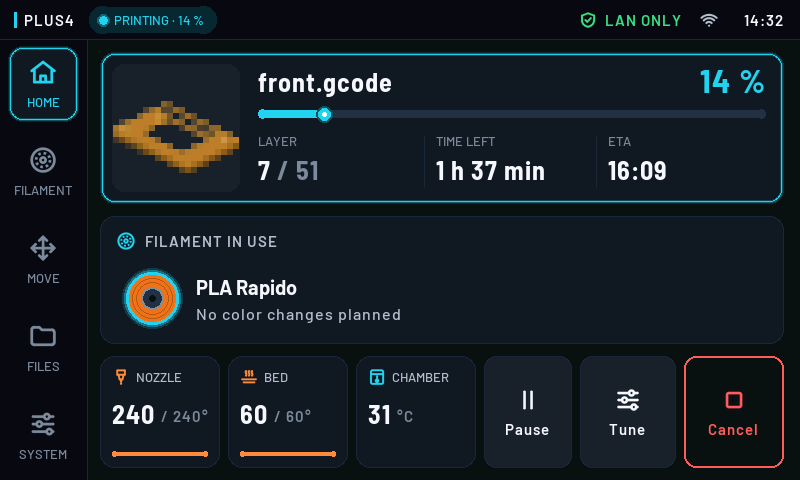 PLUS4
PRINTING · 14 %
LAN ONLY
14:32
HOME
FILAMENT
MOVE
FILES
SYSTEM
front.gcode
14 %
LAYER
7 / 51
TIME LEFT
1 h 37 min
ETA
16:09
FILAMENT IN USE
PLA Rapido
No color changes planned
NOZZLE
240 / 240°
BED
60 / 60°
CHAMBER
31 °C
Pause
Tune
Cancel